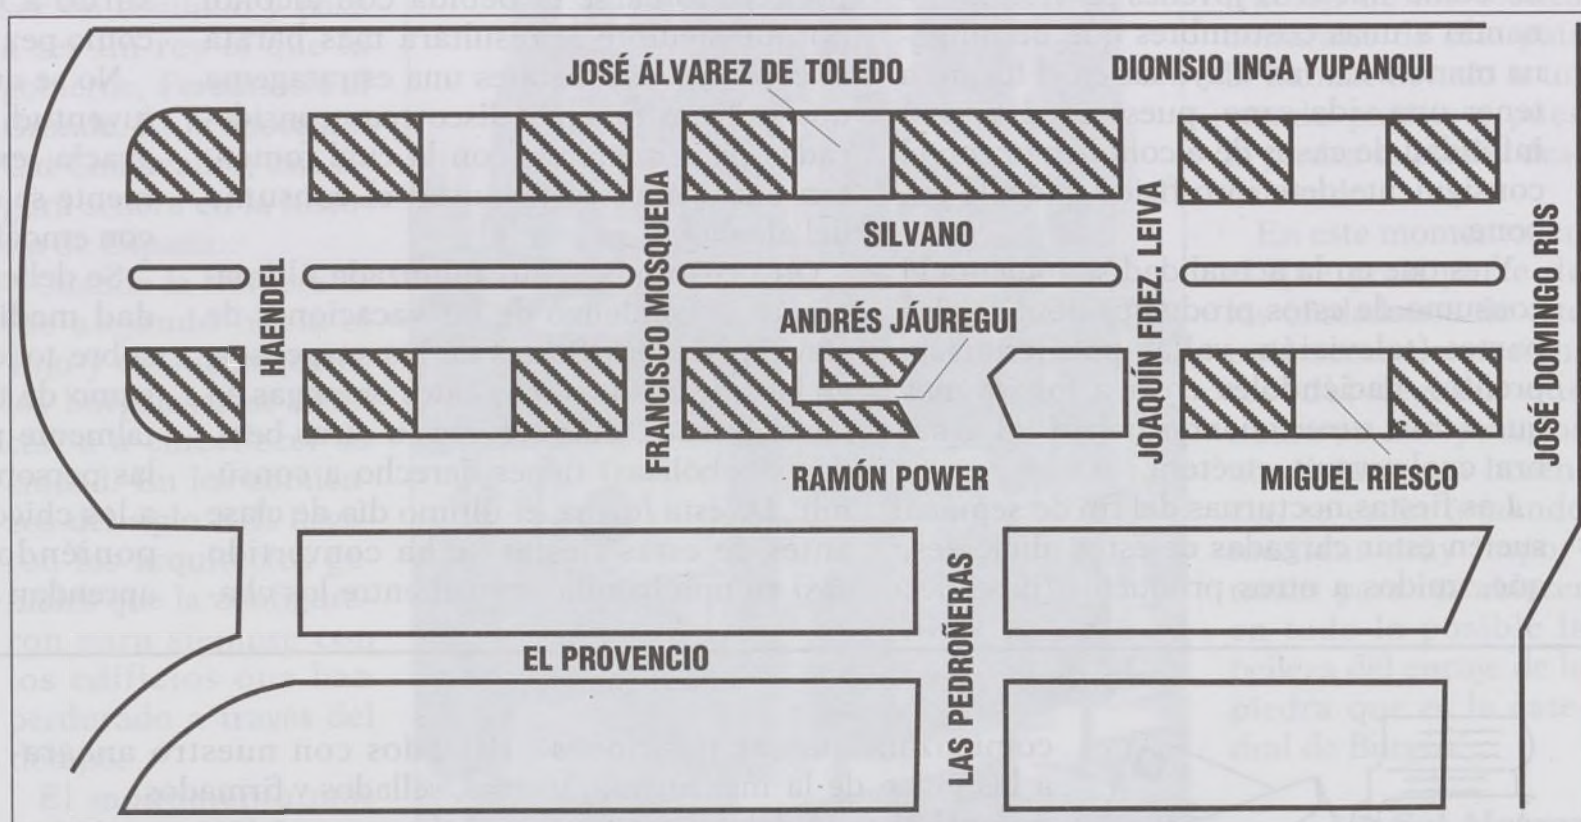 JOSÉ ÁLVAREZ DE TOLEDO
DIONISIO INCA YUPANQUI
HAENDEL
FRANCISCO MOSQUEDA
SILVANO
JOAQUÍN FDEZ. LEIVA
JOSÉ DOMINGO RUS
ANDRÉS JÁUREGUI
RAMÓN POWER
MIGUEL RIESCO
EL PROVENCIO
LAS PEDROÑERAS